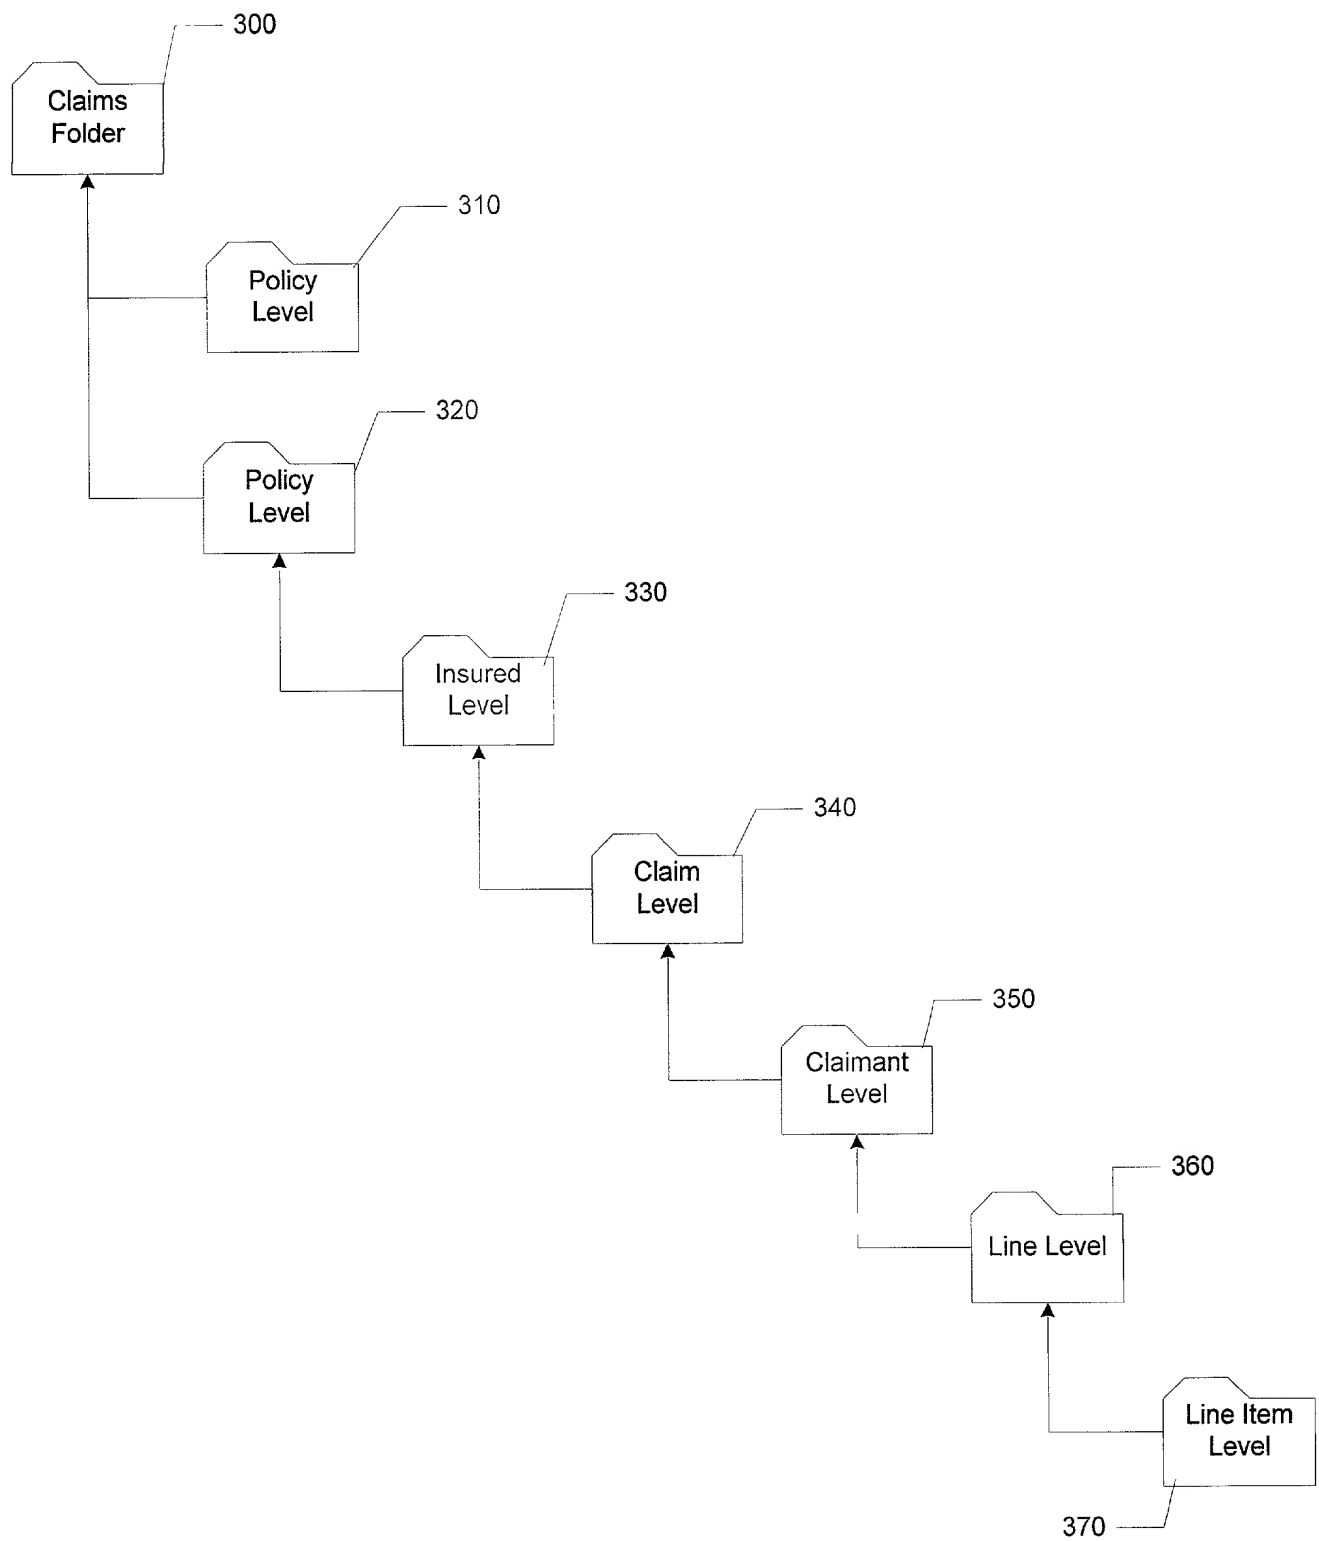 300
Claims
Folder
310
Policy
Level
320
Policy
Level
330
Insured
Level
340
Claim
Level
350
Claimant
Level
360
Line Level
Line Item
Level
370